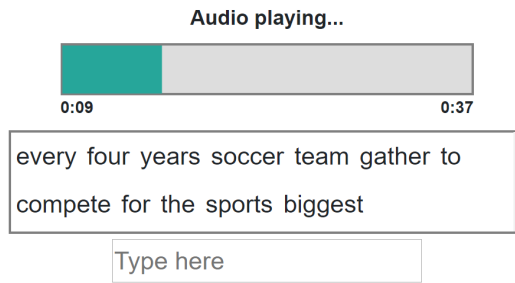 Audio playing...
0:09 0:37
every four years soccer team gather to
compete for the sports biggest
Type here